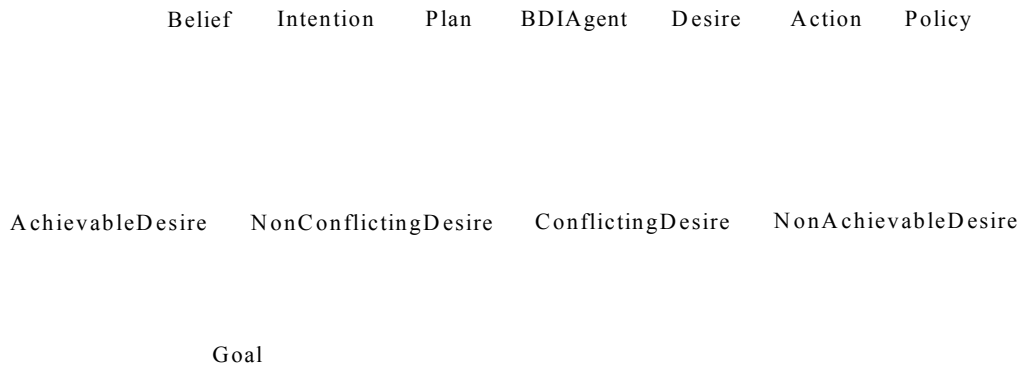 Belief Intention Plan BDIAgent Desire Action Policy
AchievableDesire NonConflictingDesire ConflictingDesire NonAchievableDesire
Goal